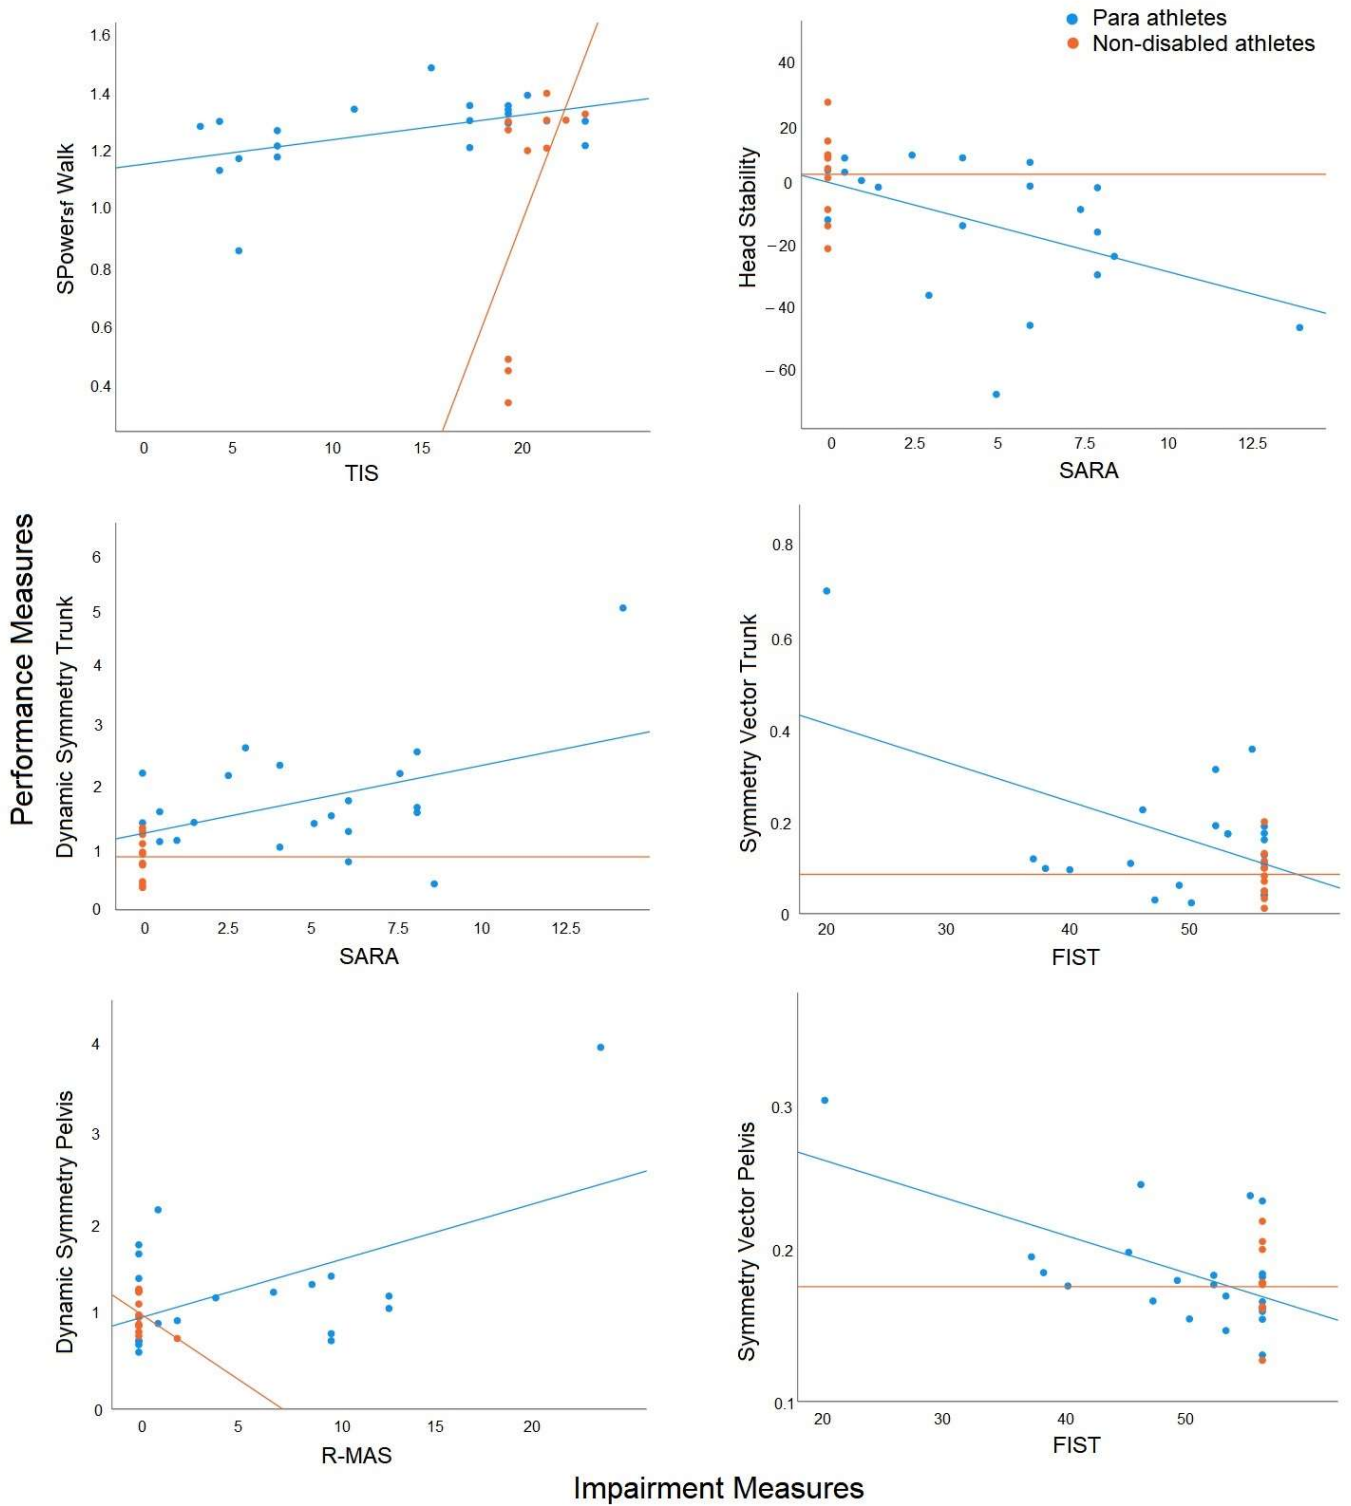 Para athletes
Non-disabled athletes
1.6
1.4
1.2
1.0
0.8
0.6
0.4
SPowersf Walk
0 5 10 15 20
TIS
40
20
0
–20
–40
–60
Head Stability
0 2.5 5 7.5 10 12.5
SARA
Performance Measures
6
5
4
3
2
1
0
Dynamic Symmetry Trunk
0 2.5 5 7.5 10 12.5
SARA
0.8
0.6
0.4
0.2
0
Symmetry Vector Trunk
20 30 40 50
FIST
4
3
2
1
0
Dynamic Symmetry Pelvis
0 5 10 15 20
R-MAS
0.3
0.2
0.1
Symmetry Vector Pelvis
20 30 40 50
FIST
Impairment Measures